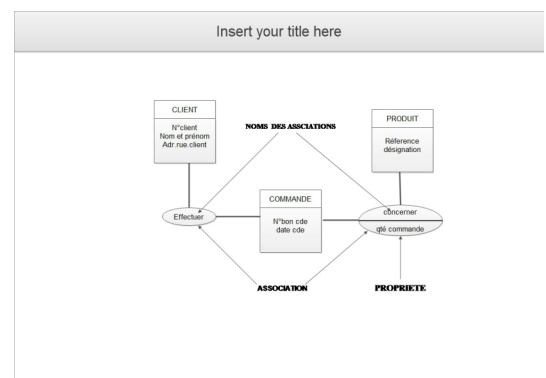 Insert your title here
CLIENT
N°client
Nom et prénom
Adr.rue.client
NOMS DES ASSCIATIONS
PRODUIT
Réference
désignation
Effectuer
COMMANDE
N°bon cde
date cde
concerner
qté commande
ASSOCIATION
PROPRIETE